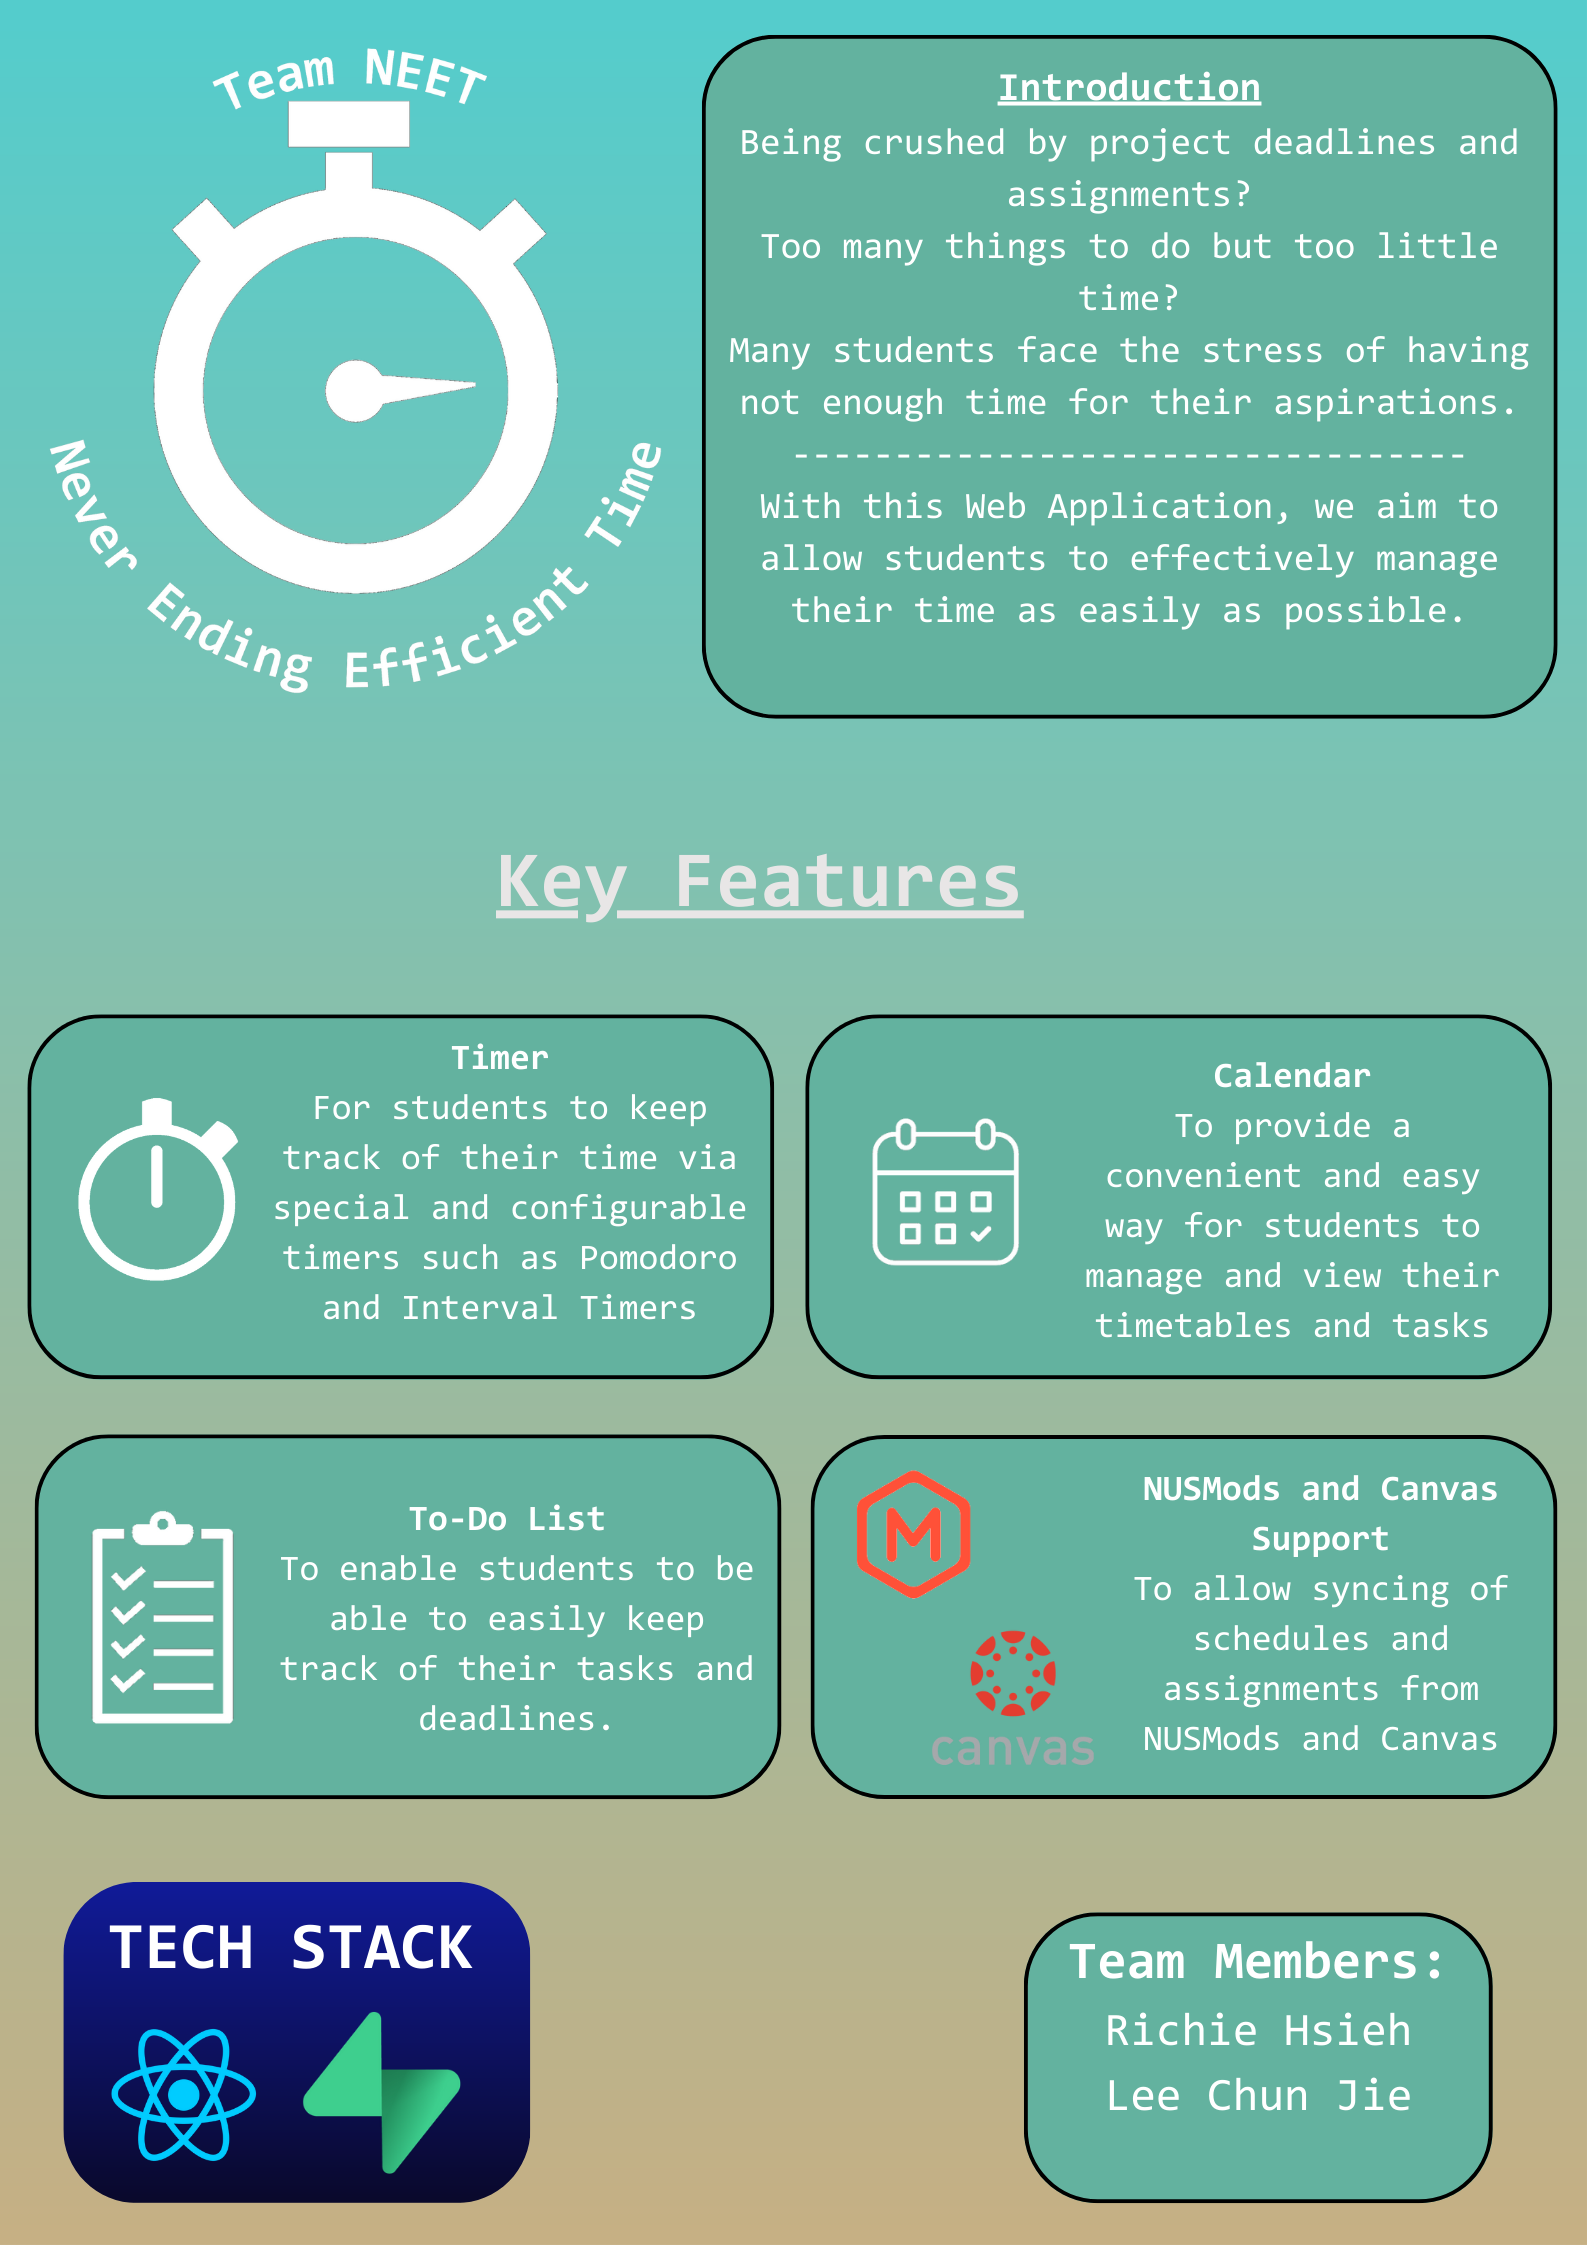 Team NEET
Never Ending Efficient Time
Introduction
Being crushed by project deadlines and
assignments?
Too many things to do but too little
time?
Many students face the stress of having
not enough time for their aspirations.
---------------------------------
With this Web Application, we aim to
allow students to effectively manage
their time as easily as possible.
Key Features
Timer
For students to keep
track of their time via
special and configurable
timers such as Pomodoro
and Interval Timers
Calendar
To provide a
convenient and easy
way for students to
manage and view their
timetables and tasks
To-Do List
To enable students to be
able to easily keep
track of their tasks and
deadlines.
M
canvas
NUSMods and Canvas
Support
To allow syncing of
schedules and
assignments from
NUSMods and Canvas
TECH STACK
Team Members:
Richie Hsieh
Lee Chun Jie